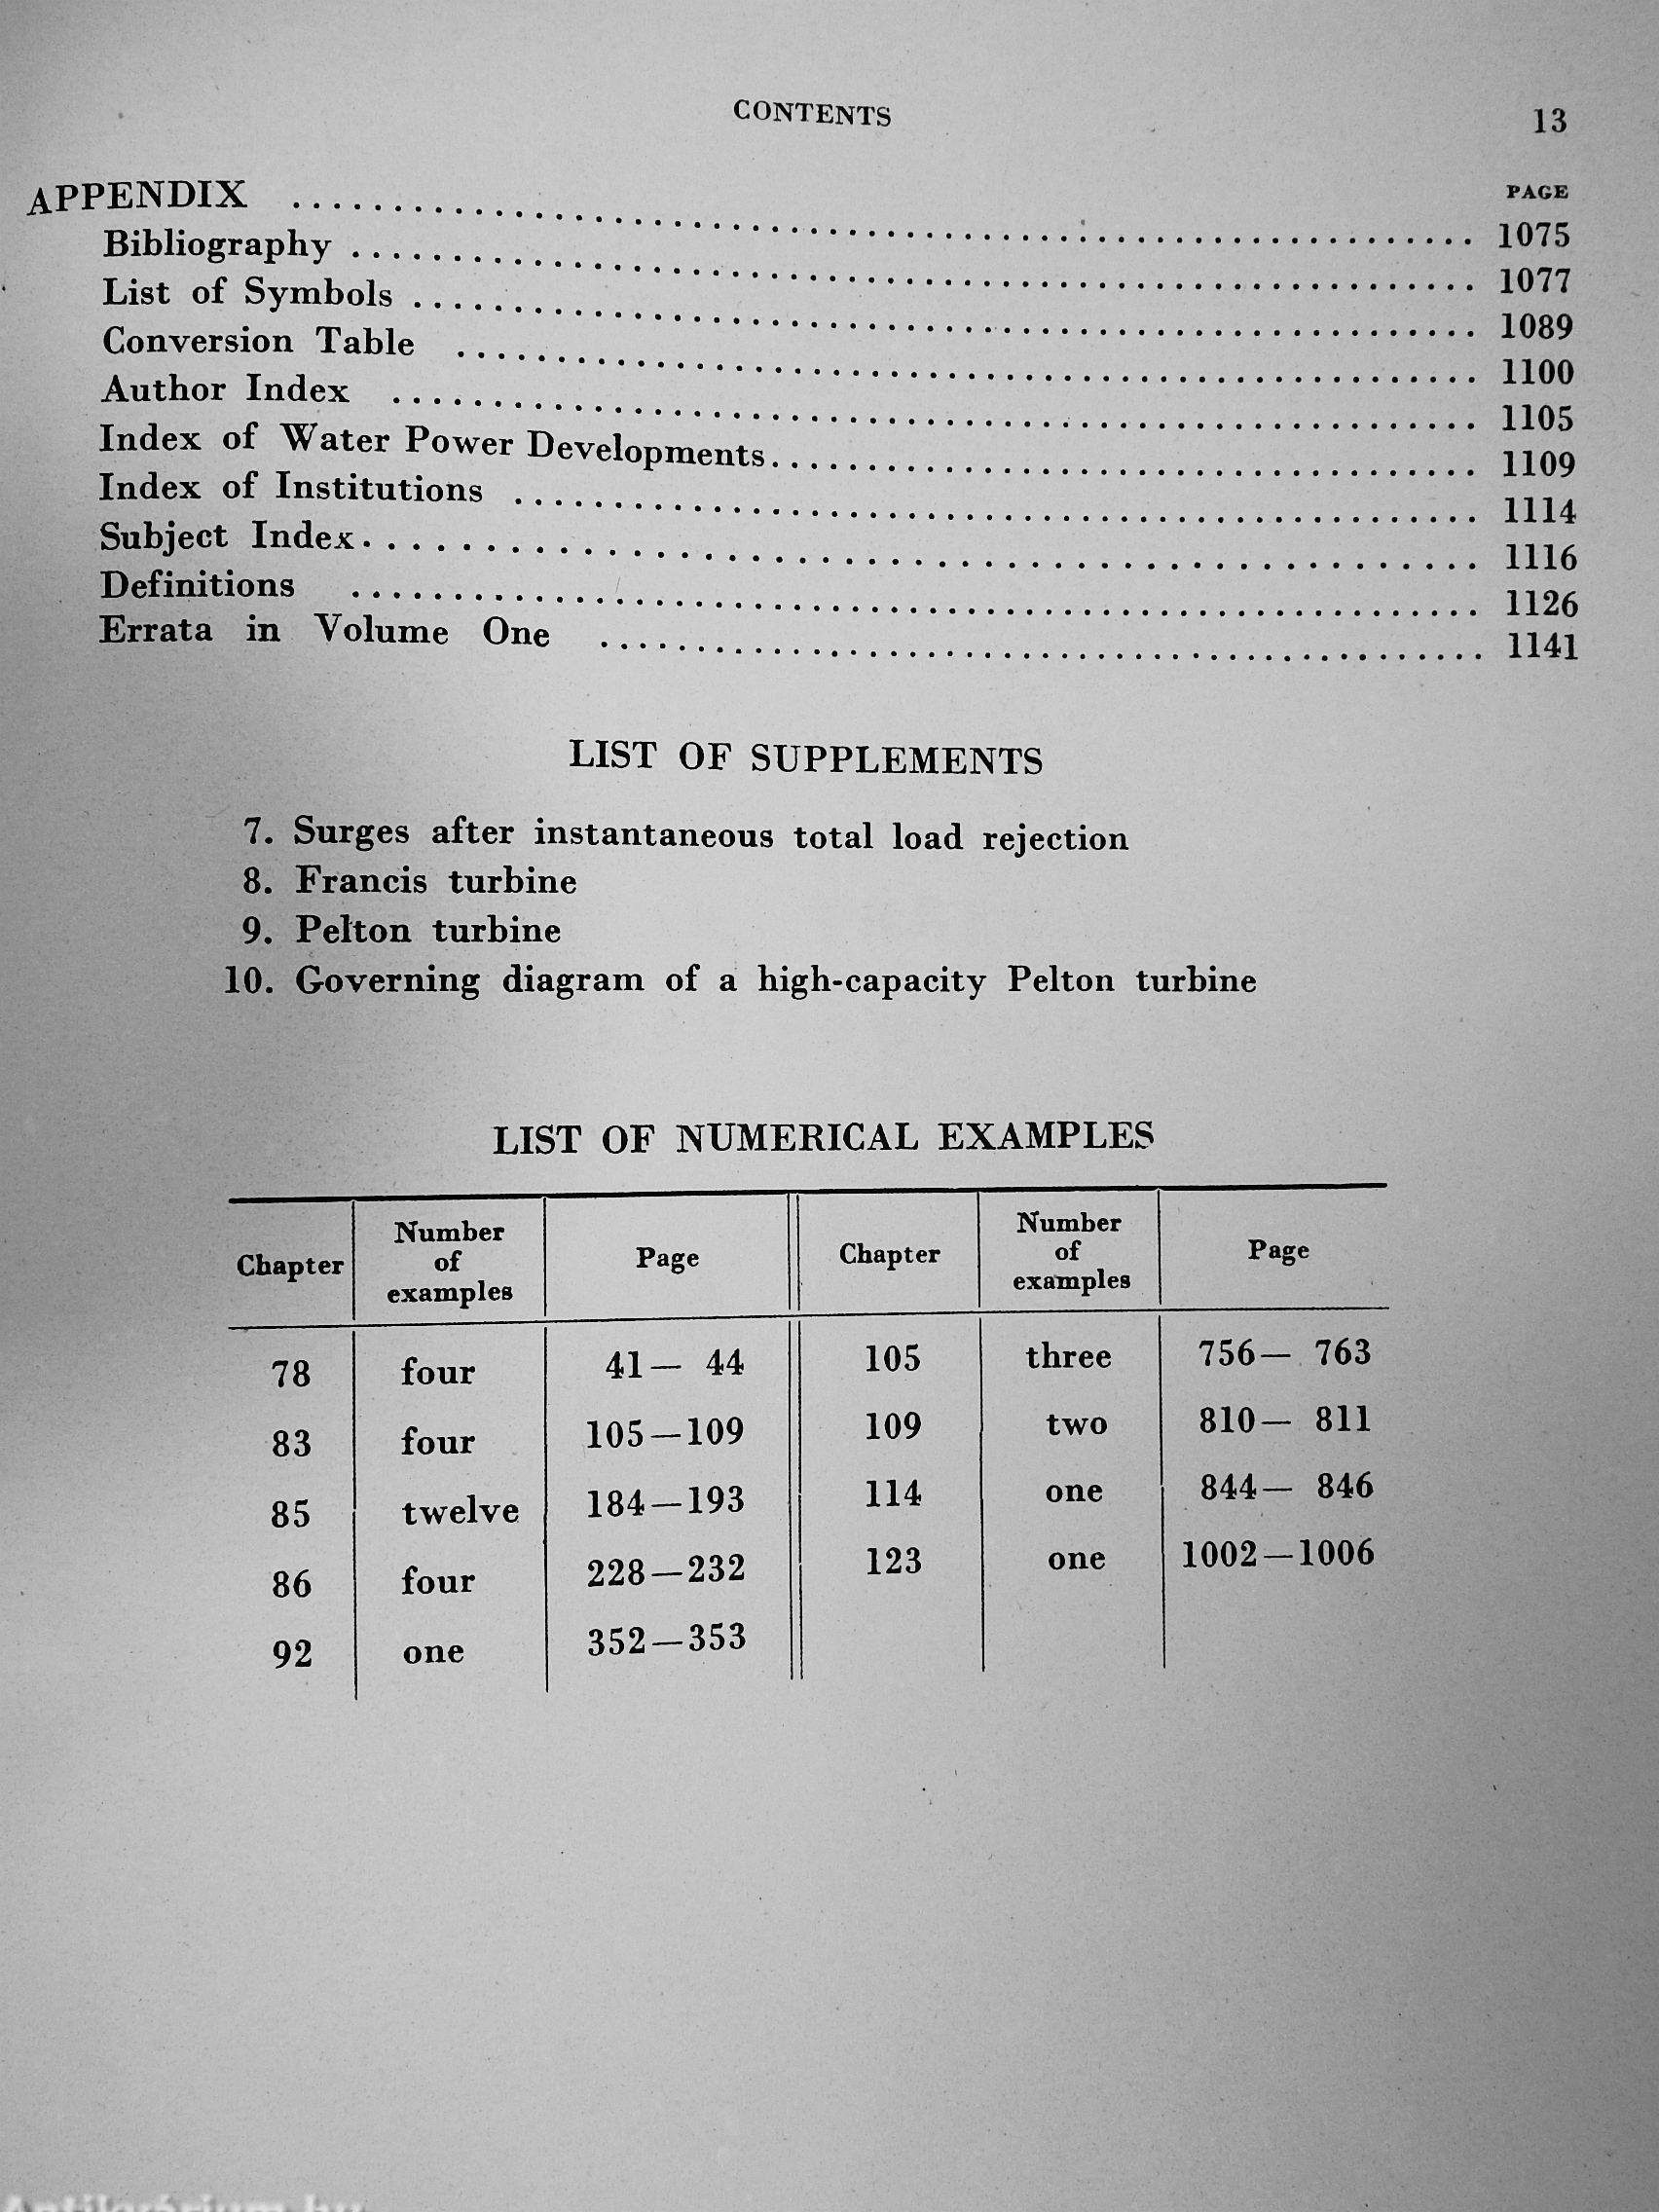 CONTENTS 13
PAGE
APPENDIX ........ 1075
Bibliography ........ 1077
List of Symbols ........ 1089
Conversion Table ........ 1100
Author Index ........ 1105
Index of Water Power Developments ........ 1109
Index of Institutions ........ 1114
Subject Index ........ 1116
Definitions ........ 1126
Errata in Volume One ........ 1141
LIST OF SUPPLEMENTS
7. Surges after instantaneous total load rejection
8. Francis turbine
9. Pelton turbine
10. Governing diagram of a high-capacity Pelton turbine
LIST OF NUMERICAL EXAMPLES
Chapter Number of examples Page Chapter Number of examples Page
78 four 41— 44 105 three 756— 763
83 four 105—109 109 two 810— 811
85 twelve 184—193 114 one 844— 846
86 four 228—232 123 one 1002—1006
92 one 352—353